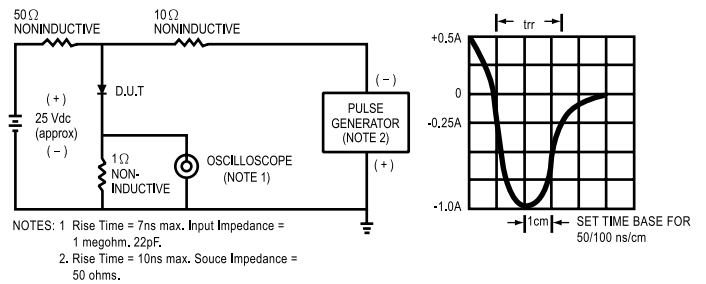 50Ω
NONINDUCTIVE
10Ω
NONINDUCTIVE
(+)
25 Vdc
(approx)
(−)
D.U.T
1Ω
NON-
INDUCTIVE
OSCILLOSCOPE
(NOTE 1)
(−)
PULSE
GENERATOR
(NOTE 2)
(+)
NOTES: 1 Rise Time = 7ns max. Input Impedance =
1 megohm. 22pF.
2. Rise Time = 10ns max. Souce Impedance =
50 ohms.
trr
+0.5A
0
-0.25A
-1.0A
1cm
SET TIME BASE FOR
50/100 ns/cm